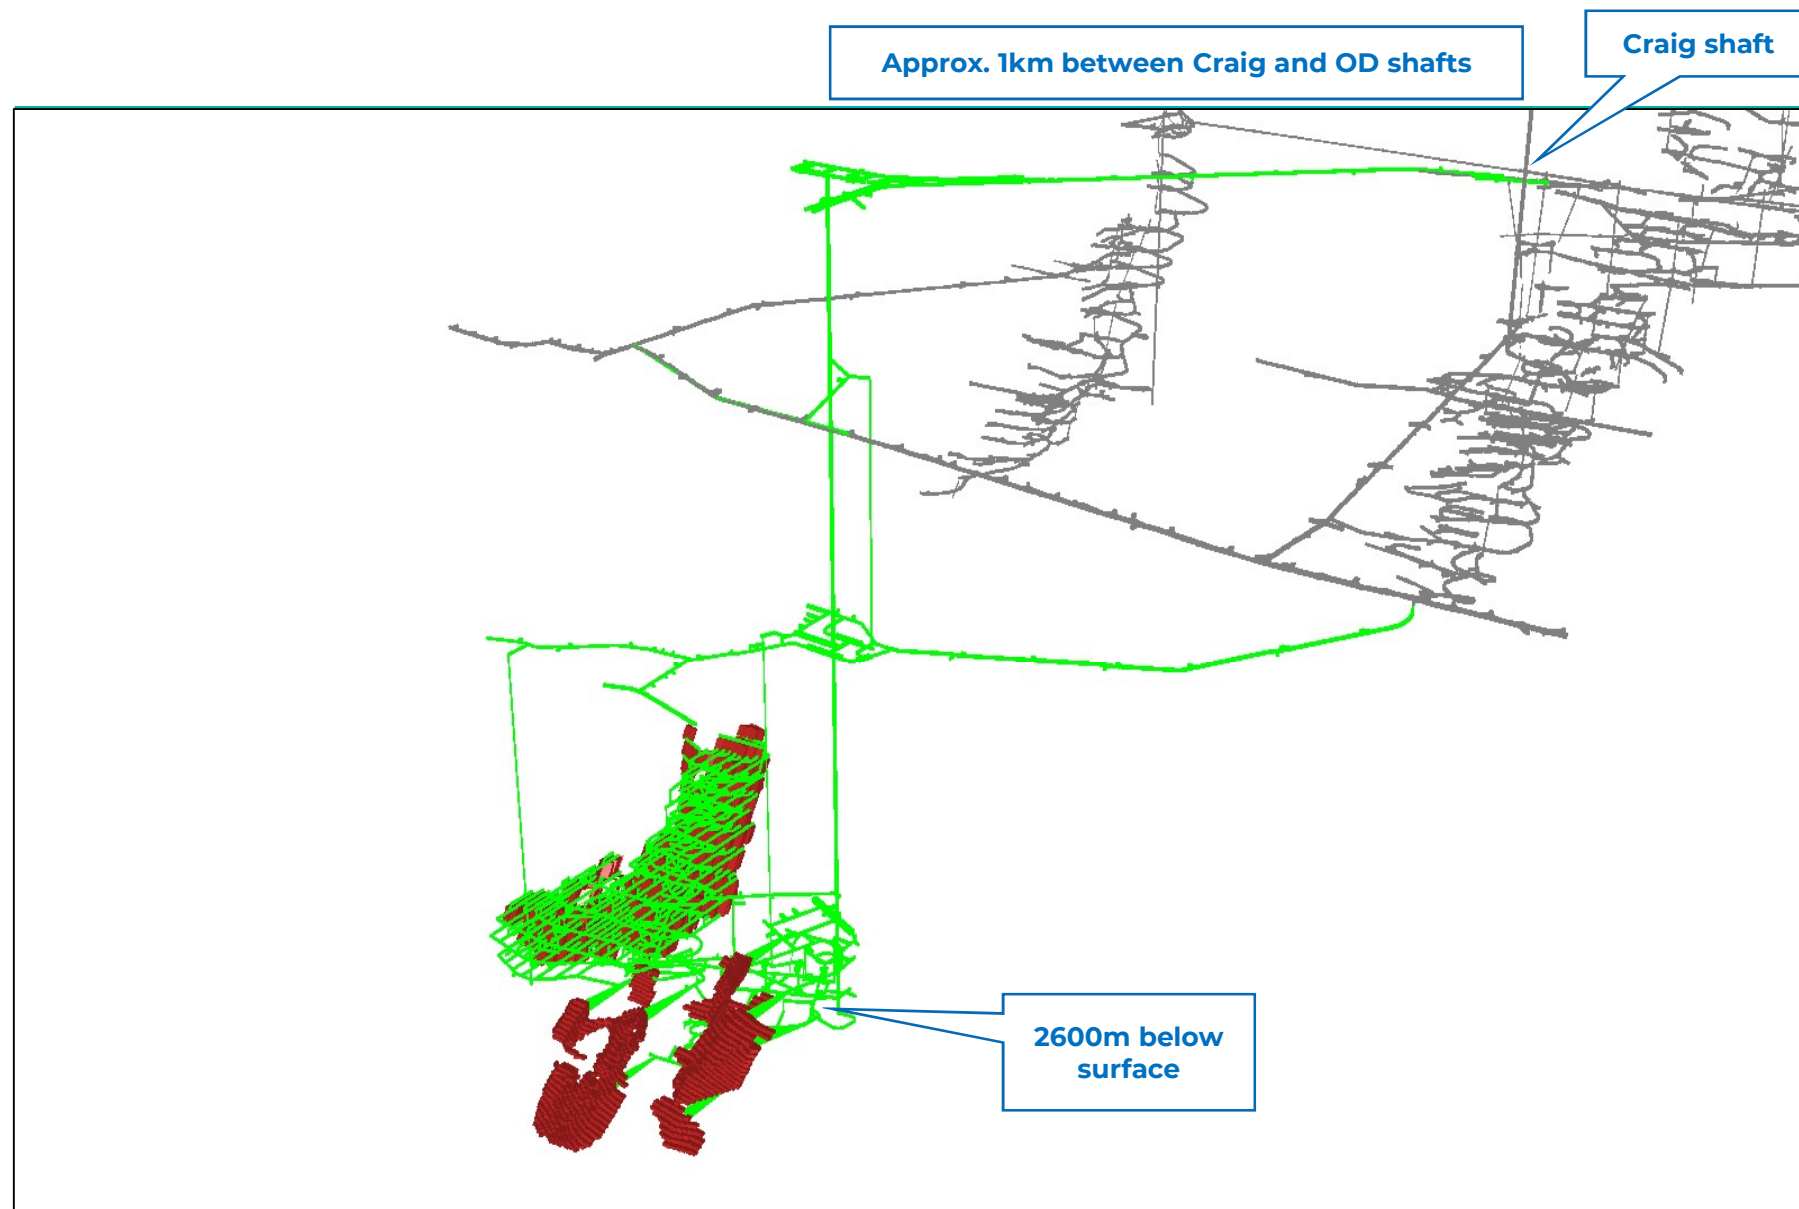 Approx. 1km between Craig and OD shafts
Craig shaft
2600m below
surface